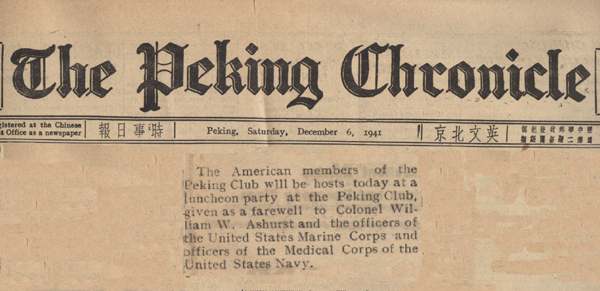 The Peking Chronicle
gistered at the Chinese
t Office as a newspaper
時事日報
Peking, Saturday, December 6, 1941
英文北京
The American members of the
Peking Club will be hosts today at a
luncheon party at the Peking Club,
given as a farewell to Colonel Wil-
liam W. Ashurst and the officers of
the United States Marine Corps and
officers of the Medical Corps of the
United States Navy.